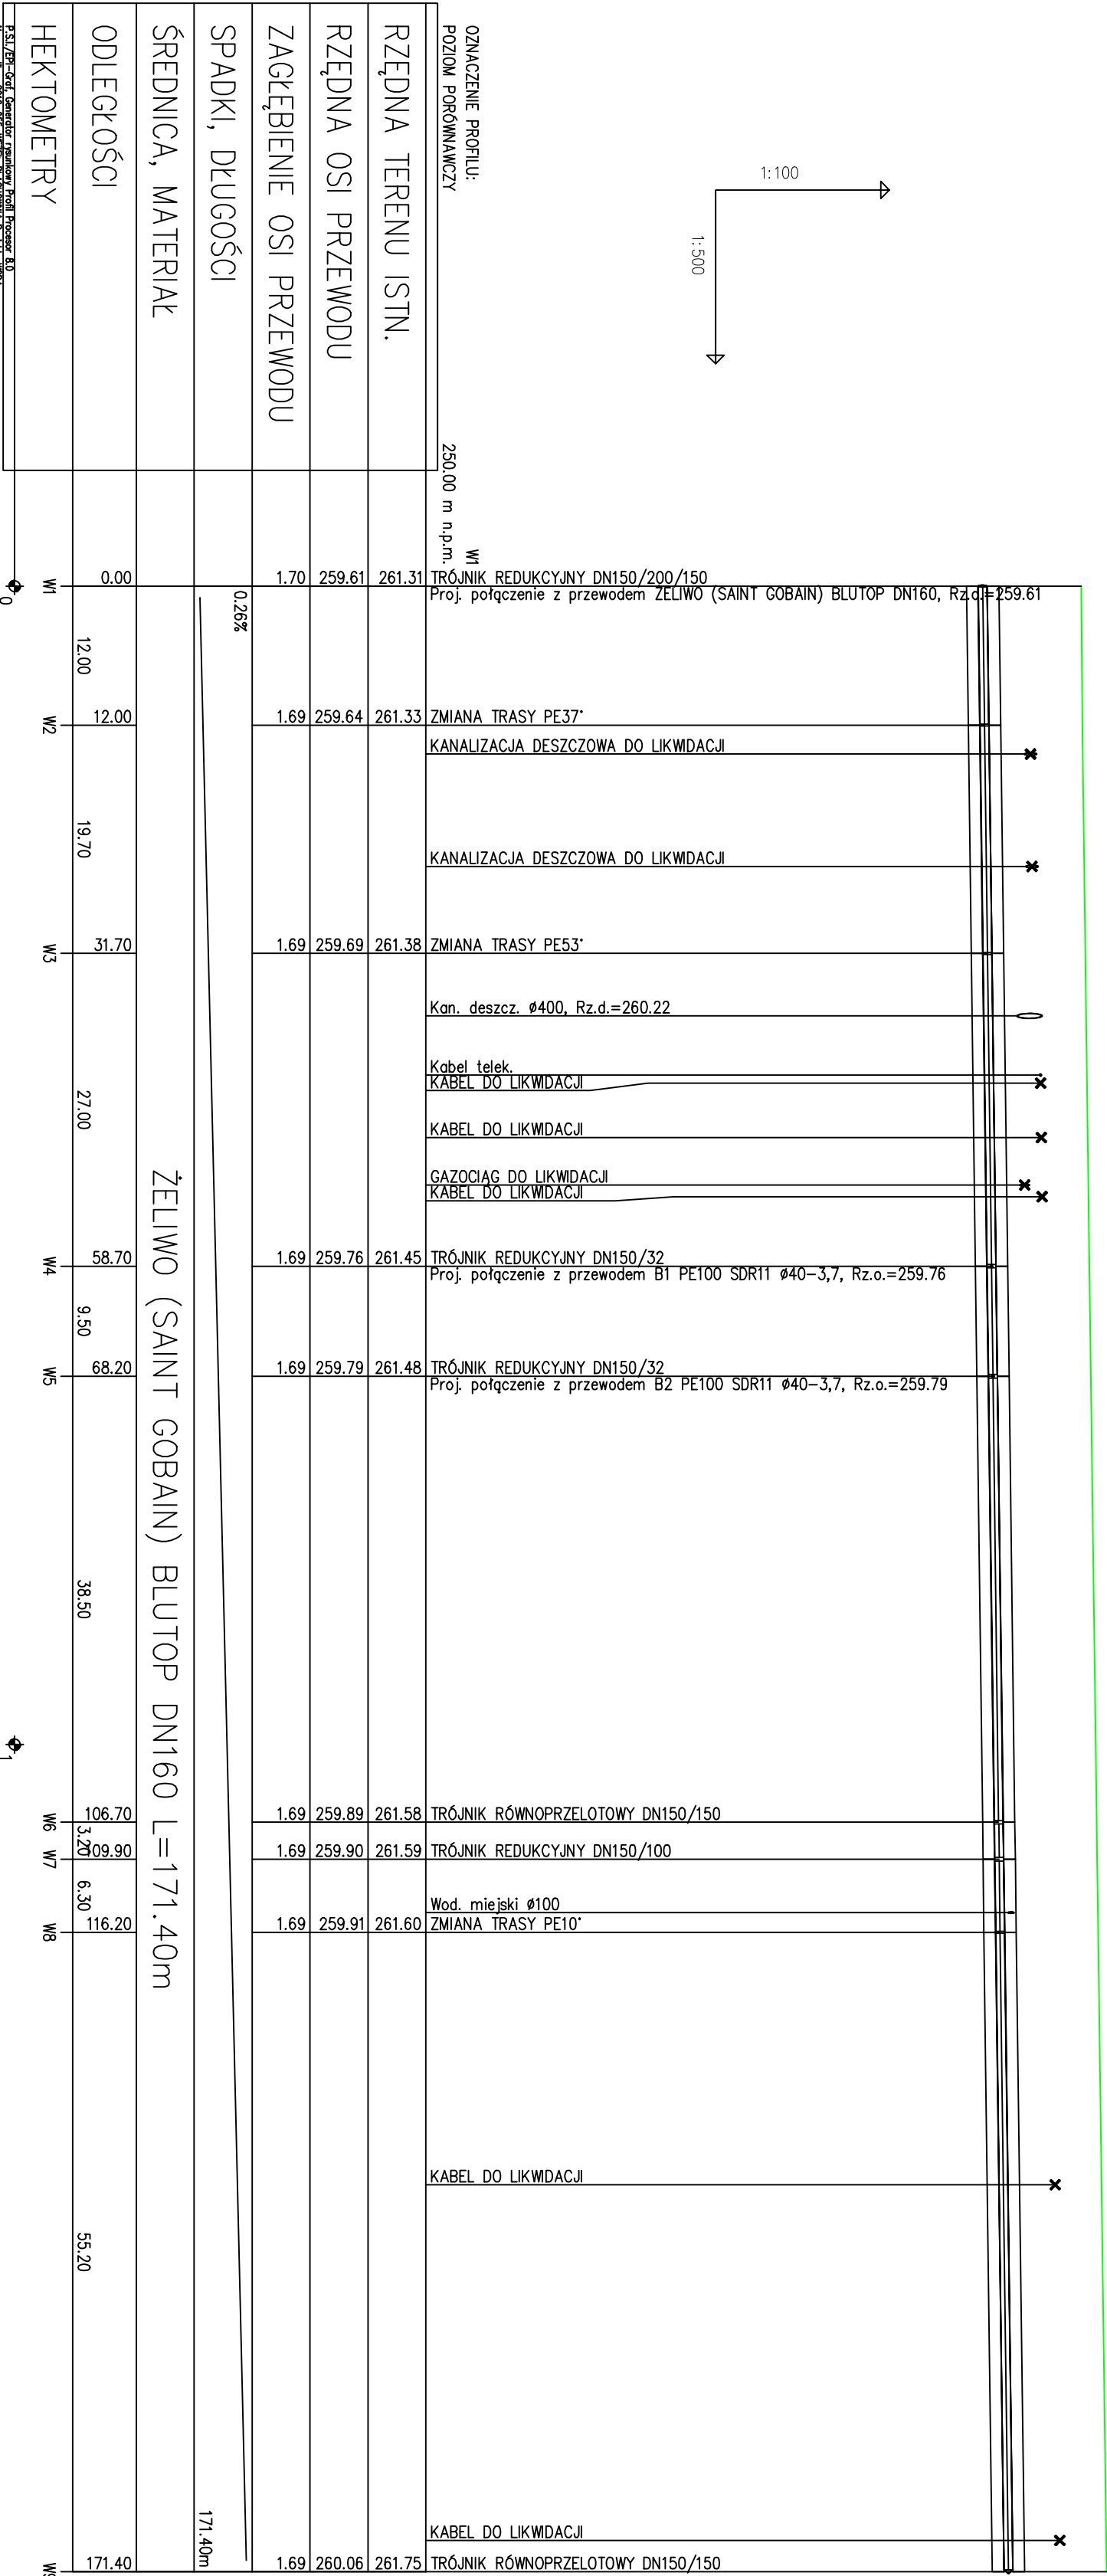 1:100
1:500
OZNACZENIE PROFILU:
W1
POZIOM PORÓWNAWCZY
250.00 m n.p.m.
TRÓJNIK REDUKCYJNY DN150/200/150
Proj. połączenie z przewodem ŻELIWO (SAINT GOBAIN) BLUTOP DN160, Rz.d.=259.61
ZMIANA TRASY PE37°
KANALIZACJA DESZCZOWA DO LIKWIDACJI
KANALIZACJA DESZCZOWA DO LIKWIDACJI
ZMIANA TRASY PE53°
Kan. deszcz. Ø400, Rz.d.=260.22
Kabel telek.
KABEL DO LIKWIDACJI
KABEL DO LIKWIDACJI
GAZOCIĄG DO LIKWIDACJI
KABEL DO LIKWIDACJI
TRÓJNIK REDUKCYJNY DN150/32
Proj. połączenie z przewodem B1 PE100 SDR11 Ø40-3,7, Rz.o.=259.76
TRÓJNIK REDUKCYJNY DN150/32
Proj. połączenie z przewodem B2 PE100 SDR11 Ø40-3,7, Rz.o.=259.79
TRÓJNIK RÓWNOPRZELOTOWY DN150/150
TRÓJNIK REDUKCYJNY DN150/100
Wod. miejski Ø100
ZMIANA TRASY PE10°
KABEL DO LIKWIDACJI
KABEL DO LIKWIDACJI
TRÓJNIK RÓWNOPRZELOTOWY DN150/150
RZĘDNA TERENU ISTN.
261.31 261.33 261.38 261.45 261.48 261.58 261.59 261.60 261.75
RZĘDNA OSI PRZEWODU
259.61 259.64 259.69 259.76 259.79 259.89 259.90 259.91 260.06
ZAGŁĘBIENIE OSI PRZEWODU
1.70 1.69 1.69 1.69 1.69 1.69 1.69 1.69 1.69
SPADKI, DŁUGOŚCI
0.26% 171.40m
ŚREDNICA, MATERIAŁ
ŻELIWO (SAINT GOBAIN) BLUTOP DN160 L=171.40m
ODLEGŁOŚCI
0.00 12.00 31.70 58.70 68.20 106.70 109.90 116.20 171.40
12.00 19.70 27.00 9.50 38.50 3.20 6.30 55.20
HEKTOMETRY
W1 W2 W3 W4 W5 W6 W7 W8 W9
0 1
P.S.I./EPI-Graf, Generator rysunkowy Profil Procesor 8.0